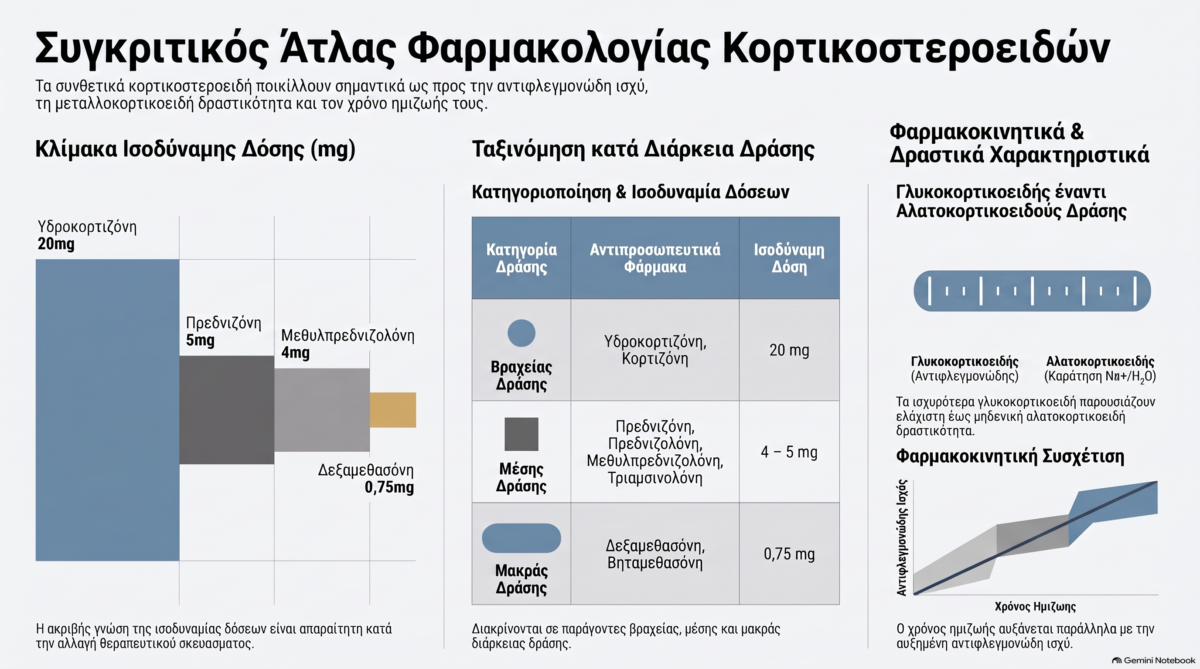 Συγκριτικός Άτλας Φαρμακολογίας Κορτικοστεροειδών
Τα συνθετικά κορτικοστεροειδή ποικίλλουν σημαντικά ως προς την αντιφλεγμονώδη ισχύ,
τη μεταλλοκορτικοειδή δραστικότητα και τον χρόνο ημιζωής τους.
Κλίμακα Ισοδύναμης Δόσης (mg)
Υδροκορτιζόνη
20mg
Πρεδνιζόνη
5mg
Μεθυλπρεδνιζολόνη
4mg
Δεξαμεθασόνη
0,75mg
Η ακριβής γνώση της ισοδυναμίας δόσεων είναι απαραίτητη κατά
την αλλαγή θεραπευτικού σκευασματο.
Ταξινόμηση κατά Διάρκεια Δράσης
Κατηγοριοποίηση & Ισοδυναμία Δόσεων
Κατηγορία
Δράσης
Αντιπροσωπευτικά
Φάρμακα
Ισοδύναμη
Δόση
Βραχείας
Δράσης
Υδροκορτιζόνη,
Κορτιζόνη
20 mg
Μέσης
Δράσης
Πρεδνιζόνη,
Πρεδνιζολόνη,
Μεθυλπρεδνιζολόνη,
Τριαμσινολόνη
4 – 5 mg
Μακράς
Δράσης
Δεξαμεθασόνη,
Βηταμεθασόνη
0,75 mg
Διακρίνονται σε παράγοντες βραχείας, μέσης και μακράς
διάρκειας δράσης.
Φαρμακοκινητικά &
Δραστικά Χαρακτηριστικά
Γλυκοκορτικοειδής έναντι
Αλατοκορτικοειδούς Δράσης
Γλυκοκορτικοειδής
(Αντιφλεγμονώδης)
Αλατοκορτικοειδής
(Καράτηση /H₂O)
Τα ισχυρότερα γλυκοκορτικοειδή παρουσιάζουν
ελάχιστη έως μηδενική αλατοκορτικοειδή
δραστικότητα.
Φαρμακοκινητική Συσχέτιση
Αντιφλεγμονώδης Ισχός
Χρόνος Ημιζωης
Ο χρόνος ημιζωής αυξάνεται παράλληλα με την
αυξημένη αντιφλεγμονώδη ισχύ.
Gemini Notebook